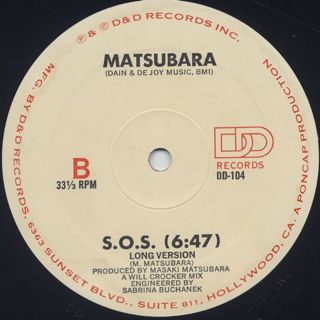 P & © D&D RECORDS INC.
MATSUBARA
(DAIN & DE JOY MUSIC, BMI)
B
33⅓ RPM
DDD
RECORDS
DD-104
S.O.S. (6:47)
LONG VERSION
(M. MATSUBARA)
PRODUCED BY MASAKI MATSUBARA
A WILL CROCKER MIX
ENGINEERED BY
SABRINA BUCHANEK
MFG. BY D&D RECORDS, 6363 SUNSET BLVD., SUITE 811, HOLLYWOOD, CA. A PONCAP PRODUCTION